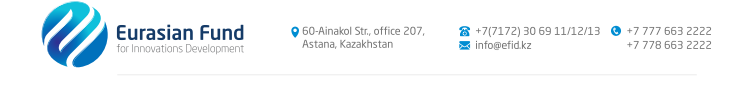 Eurasian Fund
for Innovations Development
60-Ainakol Str., office 207,
Astana, Kazakhstan
+7(7172) 30 69 11/12/13
info@efid.kz
+7 777 663 2222
+7 778 663 2222